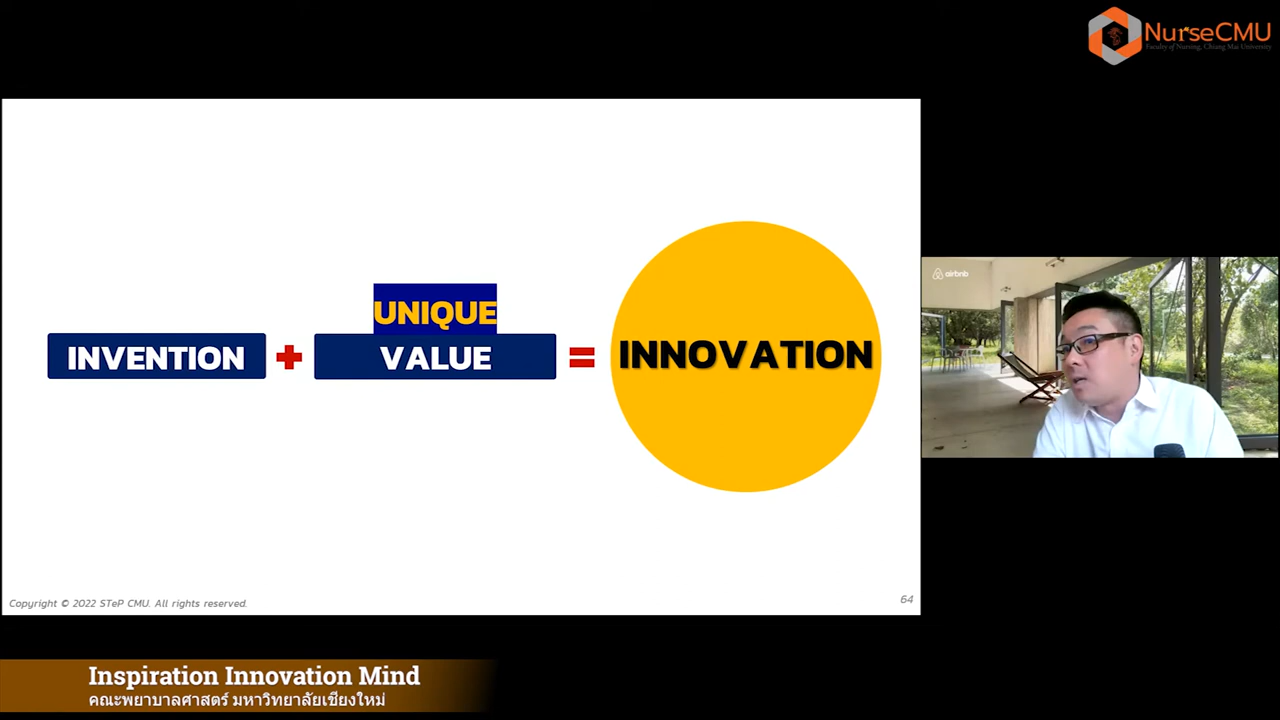 NurseCMU
Faculty of Nursing, Chiang Mai University
UNIQUE
INVENTION + VALUE = INNOVATION
airbnb
Copyright © 2022 STeP CMU. All rights reserved.
64
Inspiration Innovation Mind
คณะพยาบาลศาสตร์ มหาวิทยาลัยเชียงใหม่